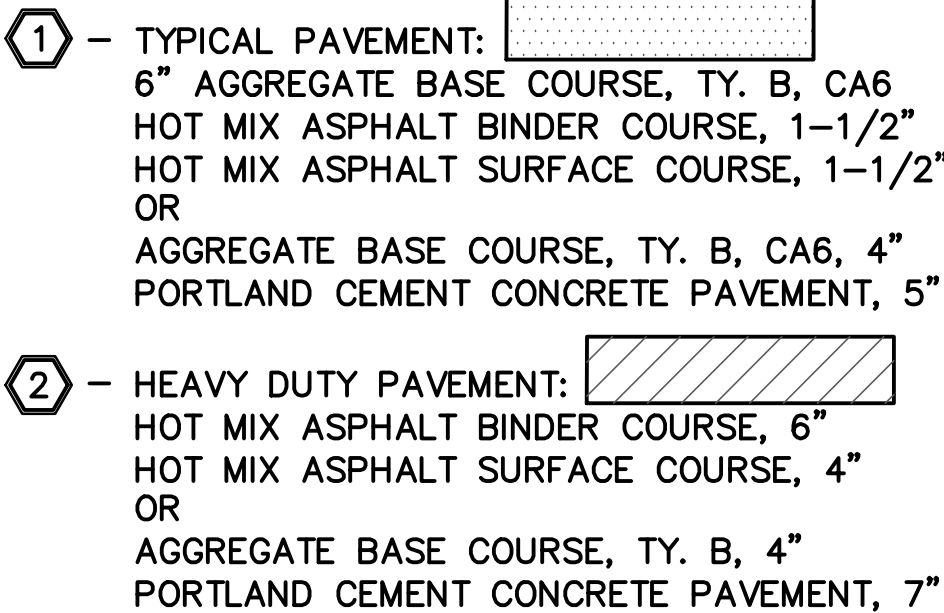 1 – TYPICAL PAVEMENT:
6” AGGREGATE BASE COURSE, TY. B, CA6
HOT MIX ASPHALT BINDER COURSE, 1–1/2”
HOT MIX ASPHALT SURFACE COURSE, 1–1/2”
OR
AGGREGATE BASE COURSE, TY. B, CA6, 4”
PORTLAND CEMENT CONCRETE PAVEMENT, 5”
2 – HEAVY DUTY PAVEMENT:
HOT MIX ASPHALT BINDER COURSE, 6”
HOT MIX ASPHALT SURFACE COURSE, 4”
OR
AGGREGATE BASE COURSE, TY. B, 4”
PORTLAND CEMENT CONCRETE PAVEMENT, 7”